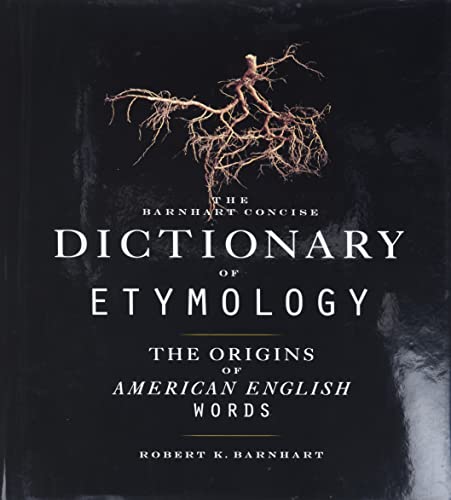 THE
BARNHART CONCISE
DICTIONARY
OF
ETYMOLOGY
THE ORIGINS
OF
AMERICAN ENGLISH
WORDS
ROBERT K. BARNHART